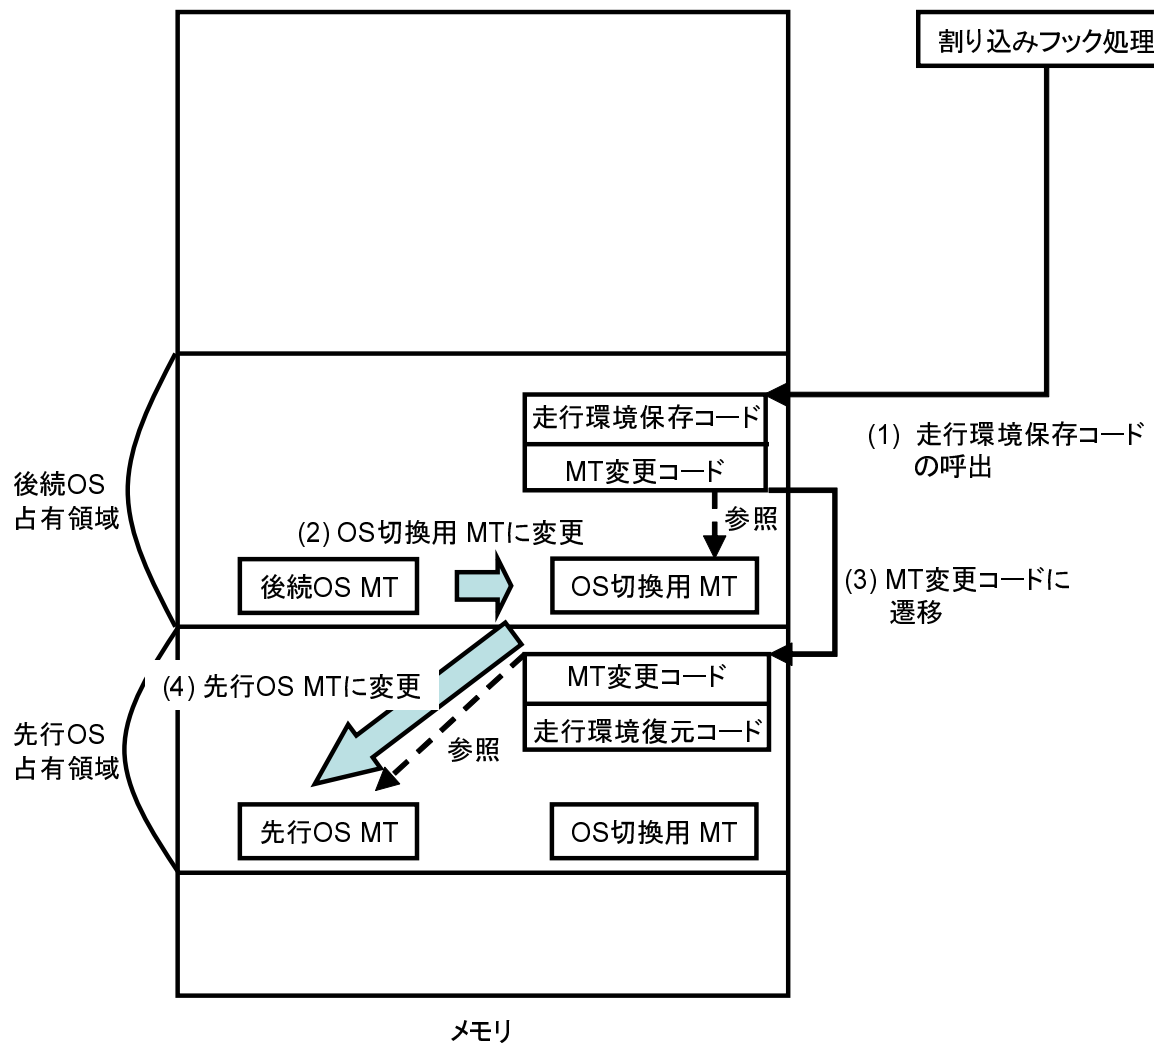 割り込みフック処理
走行環境保存コード
MT変更コード
(1) 走行環境保存コード
の呼出
後続OS
占有領域
参照
(2) OS切換用 MTに変更
後続OS MT
OS切換用 MT
(3) MT変更コードに
遷移
MT変更コード
(4) 先行OS MTに変更
走行環境復元コード
先行OS
占有領域
参照
先行OS MT
OS切換用 MT
メモリ